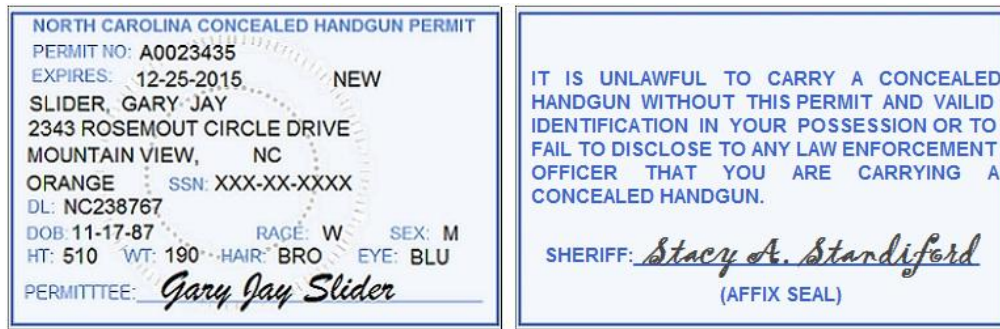 NORTH CAROLINA CONCEALED HANDGUN PERMIT
PERMIT NO: A0023435
EXPIRES: 12-25-2015 NEW
SLIDER, GARY JAY
2343 ROSEMOUT CIRCLE DRIVE
MOUNTAIN VIEW, NC
ORANGE SSN: XXX-XX-XXXX
DL: NC238767
DOB: 11-17-87 RACE: W SEX: M
HT: 510 WT: 190 HAIR: BRO EYE: BLU
PERMITTTEE: Gary Jay Slider
IT IS UNLAWFUL TO CARRY A CONCEALED
HANDGUN WITHOUT THIS PERMIT AND VAILID
IDENTIFICATION IN YOUR POSSESSION OR TO
FAIL TO DISCLOSE TO ANY LAW ENFORCEMENT
OFFICER THAT YOU ARE CARRYING A
CONCEALED HANDGUN.
SHERIFF: Stacy A. Standiford
(AFFIX SEAL)